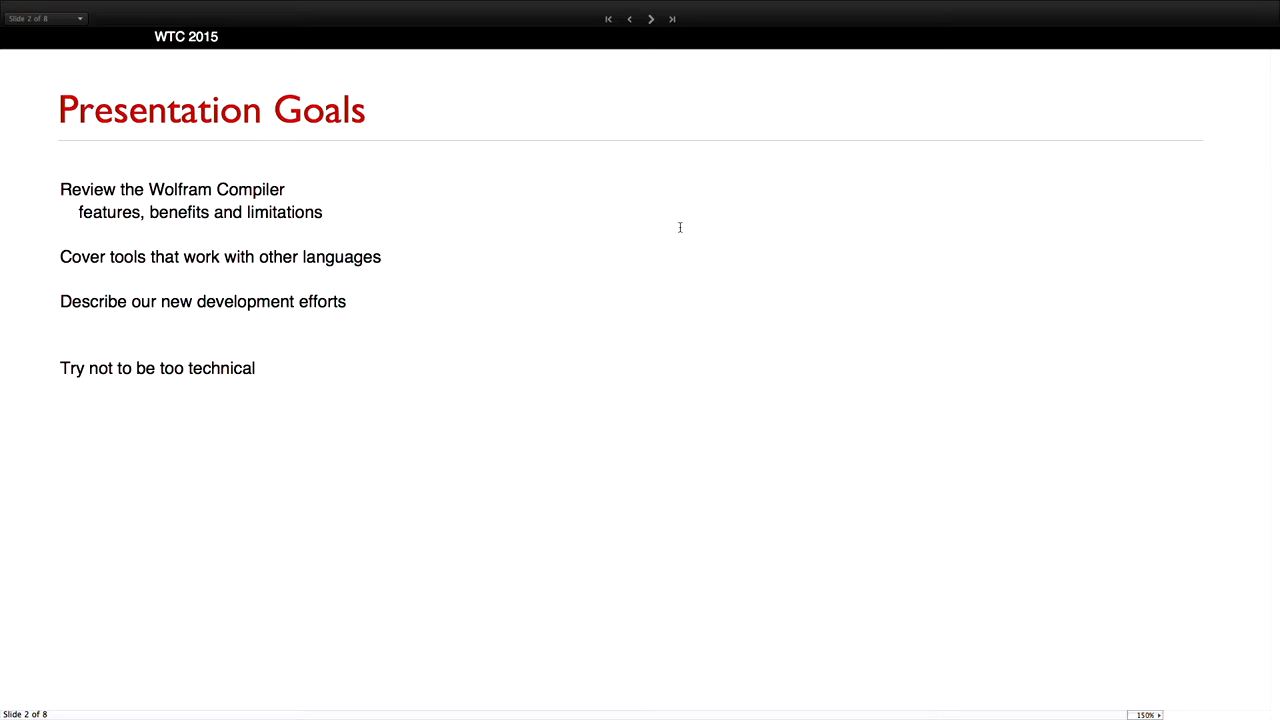 Slide 2 of 8
WTC 2015
Presentation Goals
Review the Wolfram Compiler
features, benefits and limitations
Cover tools that work with other languages
Describe our new development efforts
Try not to be too technical
Slide 2 of 8
150%